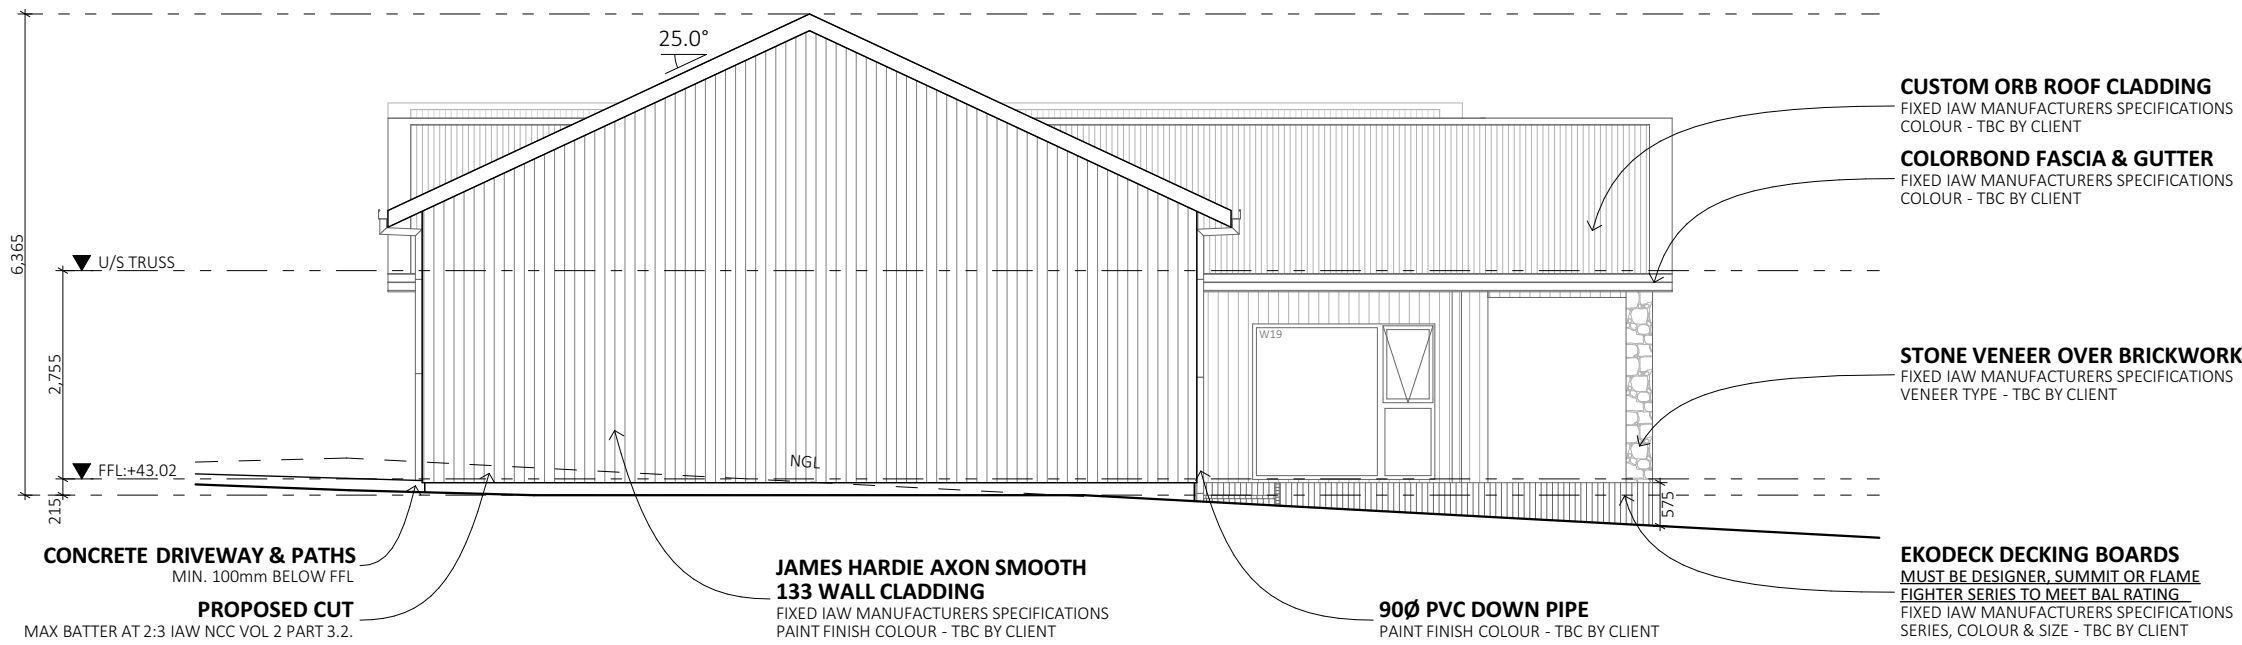 25.0°
6,365
U/S TRUSS
2,755
FFL:+43.02
215
NGL
W19
575
CUSTOM ORB ROOF CLADDING
FIXED IAW MANUFACTURERS SPECIFICATIONS
COLOUR - TBC BY CLIENT
COLORBOND FASCIA & GUTTER
FIXED IAW MANUFACTURERS SPECIFICATIONS
COLOUR - TBC BY CLIENT
STONE VENEER OVER BRICKWORK
FIXED IAW MANUFACTURERS SPECIFICATIONS
VENEER TYPE - TBC BY CLIENT
CONCRETE DRIVEWAY & PATHS
MIN. 100mm BELOW FFL
PROPOSED CUT
MAX BATTER AT 2:3 IAW NCC VOL 2 PART 3.2.
JAMES HARDIE AXON SMOOTH
133 WALL CLADDING
FIXED IAW MANUFACTURERS SPECIFICATIONS
PAINT FINISH COLOUR - TBC BY CLIENT
90Ø PVC DOWN PIPE
PAINT FINISH COLOUR - TBC BY CLIENT
EKODECK DECKING BOARDS
MUST BE DESIGNER, SUMMIT OR FLAME
FIGHTER SERIES TO MEET BAL RATING
FIXED IAW MANUFACTURERS SPECIFICATIONS
SERIES, COLOUR & SIZE - TBC BY CLIENT